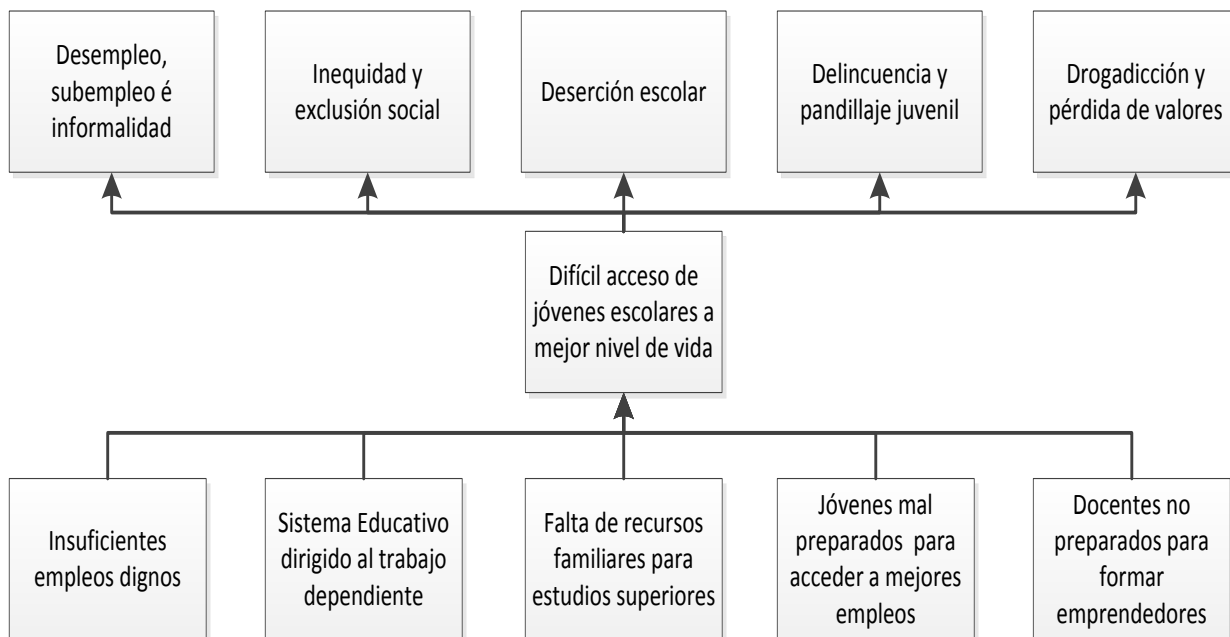 Desempleo,
subempleo é
informalidad
Inequidad y
exclusión social
Deserción escolar
Delincuencia y
pandillaje juvenil
Drogadicción y
pérdida de valores
Difícil acceso de
jóvenes escolares a
mejor nivel de vida
Insuficientes
empleos dignos
Sistema Educativo
dirigido al trabajo
dependiente
Falta de recursos
familiares para
estudios superiores
Jóvenes mal
preparados  para
acceder a mejores
empleos
Docentes no
preparados para
formar
emprendedores